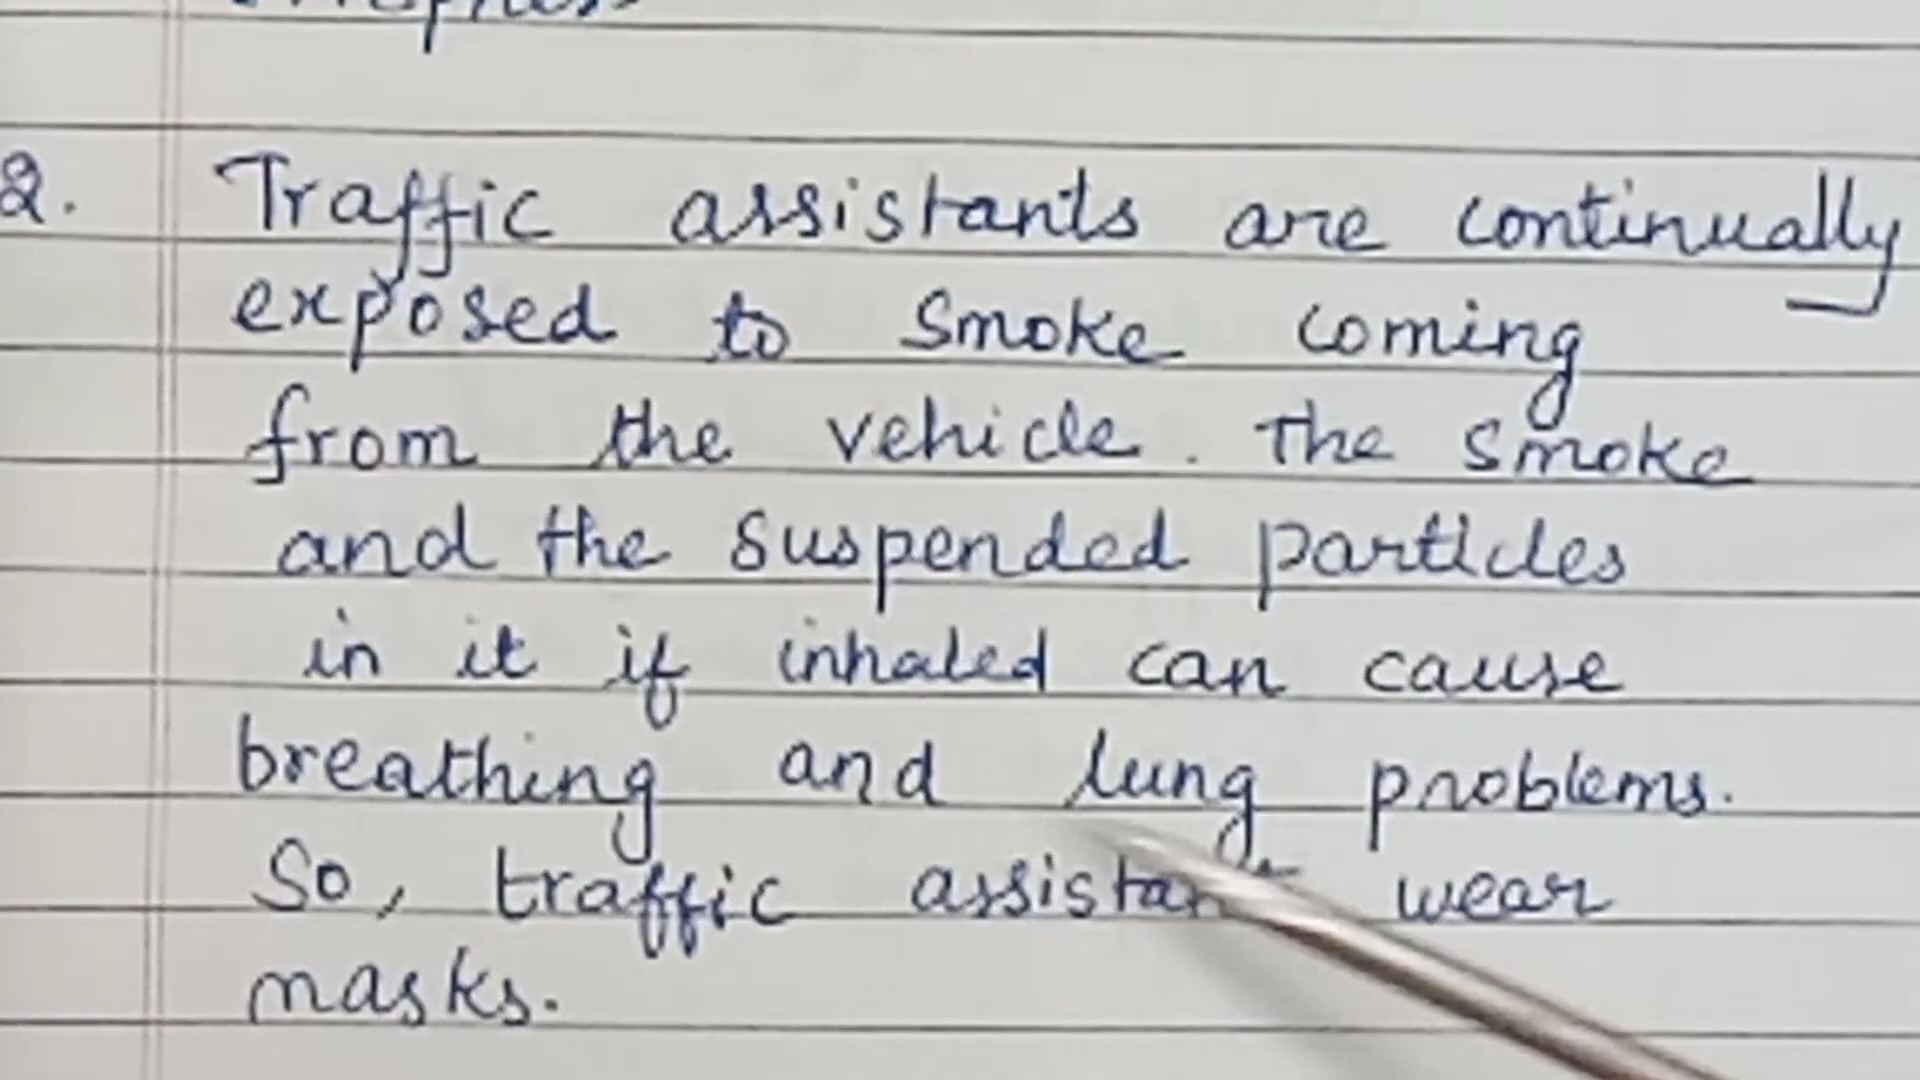 2. Traffic assistants are continually
exposed to smoke coming
from the vehicle. The smoke
and the suspended particles
in it if inhaled can cause
breathing and lung problems.
So, traffic assistant wear
masks.